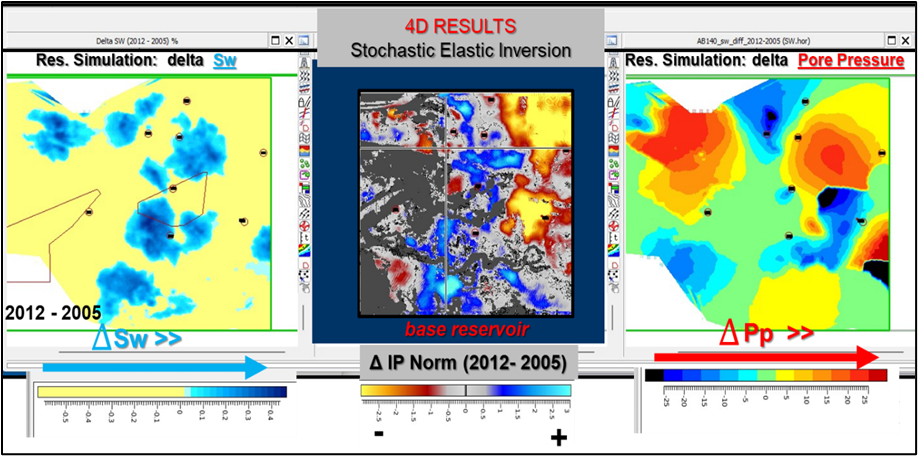 4D RESULTS
Stochastic Elastic Inversion
Delta SW (2012 - 2005) %
AB140_sw_diff_2012-2005 (SW.hor)
Res. Simulation: delta Sw
Res. Simulation: delta Pore Pressure
2012 - 2005
base reservoir
Δ Sw >>
Δ IP Norm (2012- 2005)
Δ Pp >>
-0.5 -0.4 -0.3 -0.2 -0.1 0 0.1 0.2 0.3 0.4
-2.5 -2 -1.5 -1 -0.5 0 0.5 1 1.5 2 3
-25 -20 -15 -10 -5 0 5 10 15 20 25
- +